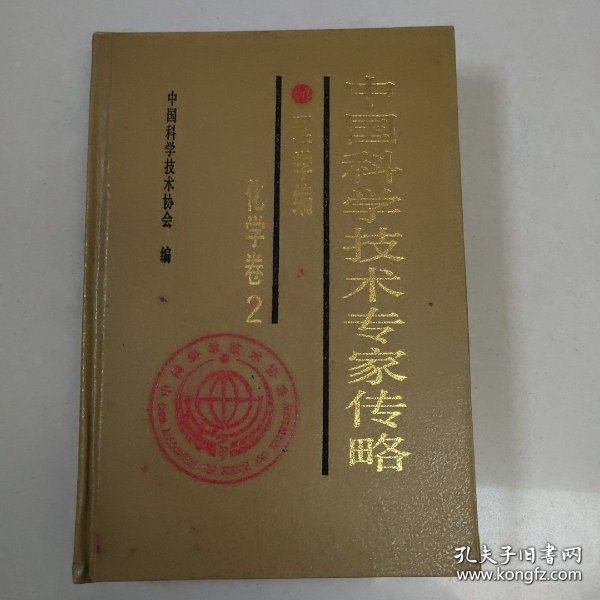 中国科学技术专家传略
理学编
化学卷2
中国科学技术协会 编
孔夫子旧书网
www.kongfz.com